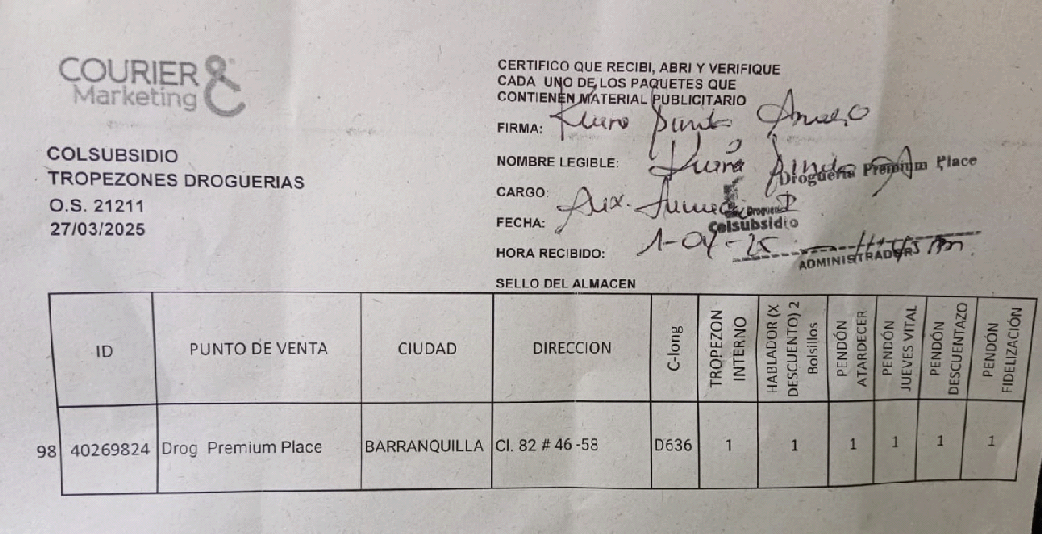 COURIER
Marketing
COLSUBSIDIO
TROPEZONES DROGUERIAS
O.S. 21211
27/03/2025
CERTIFICO QUE RECIBI, ABRI Y VERIFIQUE
CADA UNO DE LOS PAQUETES QUE
CONTIENEN MATERIAL PUBLICITARIO
FIRMA:
NOMBRE LEGIBLE:
Droguería Premium Place
CARGO: Aux.
Droguería
Colsubsidio
FECHA: 1-04-25
HORA RECIBIDO:
ADMINISTRADOR
SELLO DEL ALMACEN
ID PUNTO DE VENTA CIUDAD DIRECCION C-long TROPEZON INTERNO HABLADOR (X DESCUENTO) 2 Bolsillos PENDÓN ATARDECER PENDÓN JUEVES VITAL PENDÓN DESCUENTAZO PENDÓN FIDELIZACIÓN
98 40269824 Drog Premium Place BARRANQUILLA Cl. 82 # 46 -58 D636 1 1 1 1 1 1